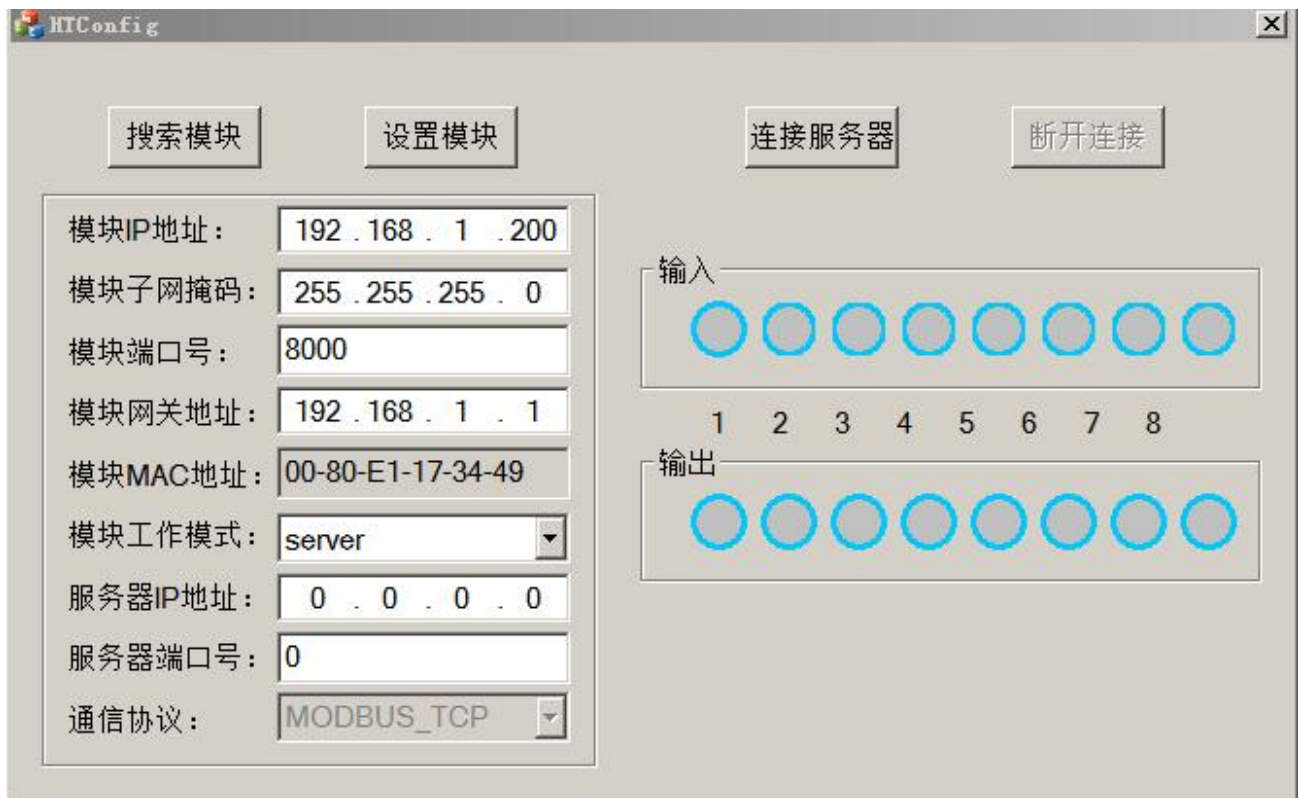 HTConfig
搜索模块 设置模块 连接服务器 断开连接
模块IP地址： 192 . 168 . 1 . 200
模块子网掩码： 255 . 255 . 255 . 0
模块端口号： 8000
模块网关地址： 192 . 168 . 1 . 1
模块MAC地址： 00-80-E1-17-34-49
模块工作模式： server
服务器IP地址： 0 . 0 . 0 . 0
服务器端口号： 0
通信协议： MODBUS_TCP
输入
1 2 3 4 5 6 7 8
输出